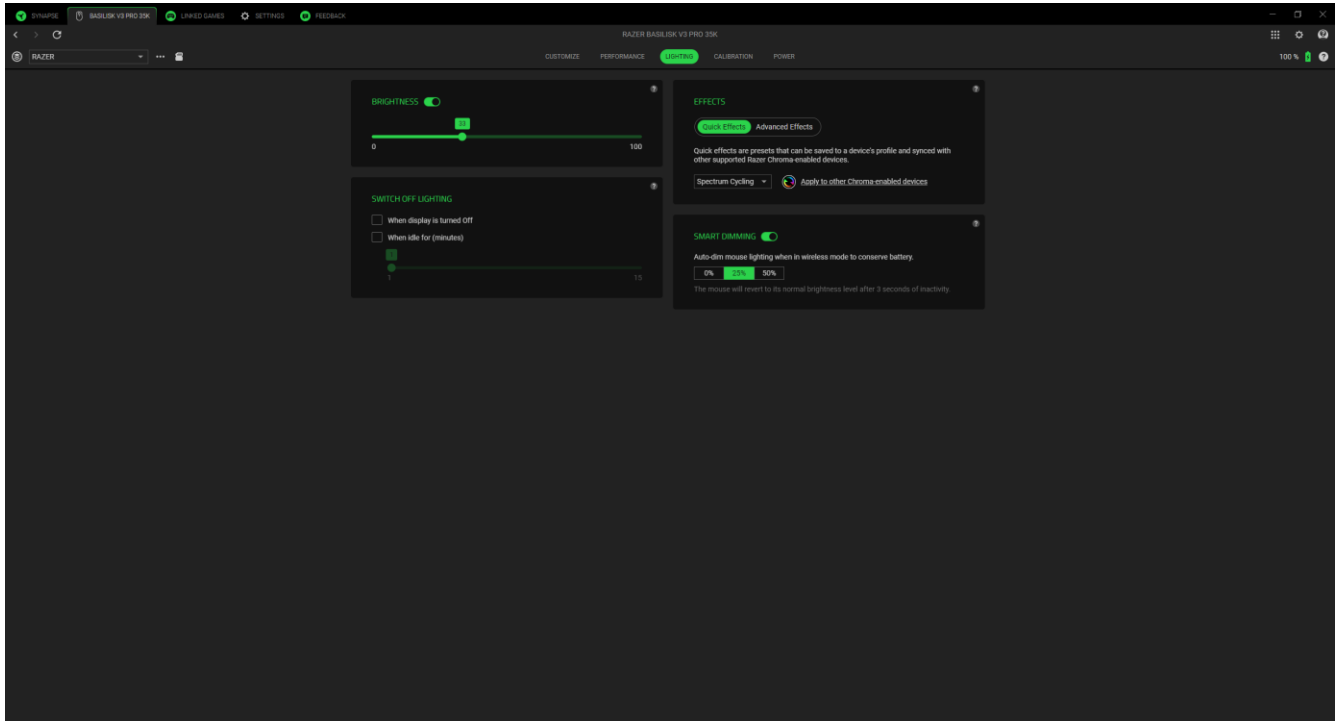 SYNAPSE
BASILISK V3 PRO 35K
LINKED GAMES
SETTINGS
FEEDBACK
RAZER BASILISK V3 PRO 35K
RAZER
CUSTOMIZE
PERFORMANCE
LIGHTING
CALIBRATION
POWER
100 %
BRIGHTNESS
33
0
100
SWITCH OFF LIGHTING
When display is turned Off
When idle for (minutes)
1
15
EFFECTS
Quick Effects
Advanced Effects
Quick effects are presets that can be saved to a device's profile and synced with
other supported Razer Chroma-enabled devices.
Spectrum Cycling
Apply to other Chroma-enabled devices
SMART DIMMING
Auto-dim mouse lighting when in wireless mode to conserve battery.
0%
25%
50%
The mouse will revert to its normal brightness level after 3 seconds of inactivity.